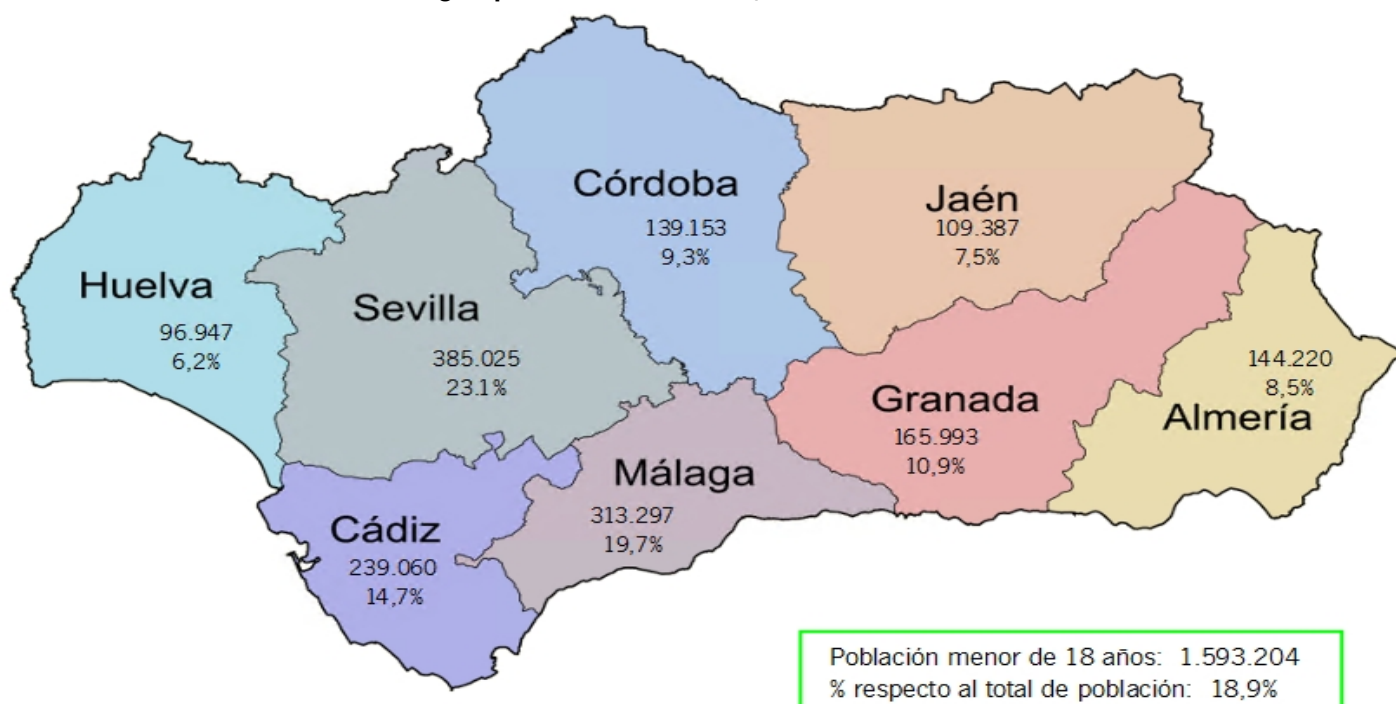 Córdoba
139.153
9,3%
Jaén
109.387
7,5%
Huelva
96.947
6,2%
Sevilla
385.025
23.1%
Granada
165.993
10,9%
144.220
8,5%
Almería
Málaga
313.297
19,7%
Cádiz
239.060
14,7%
Población menor de 18 años: 1.593.204
% respecto al total de población: 18,9%